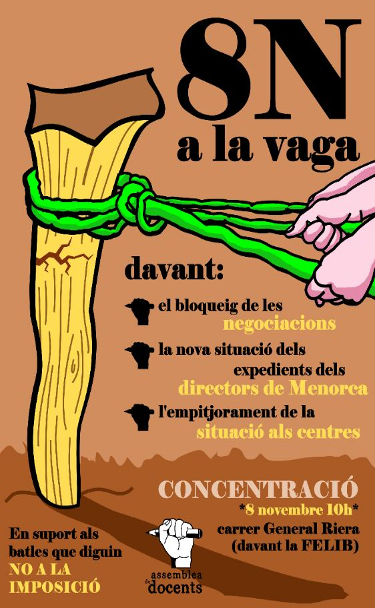 8N
a la vaga
davant:
el bloqueig de les
negociacions
la nova situació dels
expedients dels
directors de Menorca
l'empitjorament de la
situació als centres
CONCENTRACIÓ
*8 novembre 10h*
carrer General Riera
(davant la FELIB)
En suport als
batles que diguin
NO A LA
IMPOSICIÓ
assemblea
de docents